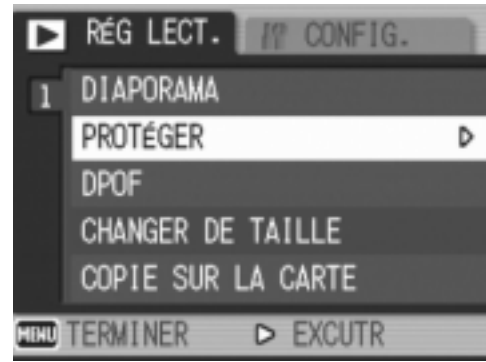 RÉG LECT. CONFIG.
1 DIAPORAMA
PROTÉGER
DPOF
CHANGER DE TAILLE
COPIE SUR LA CARTE
MENU TERMINER EXCUTR